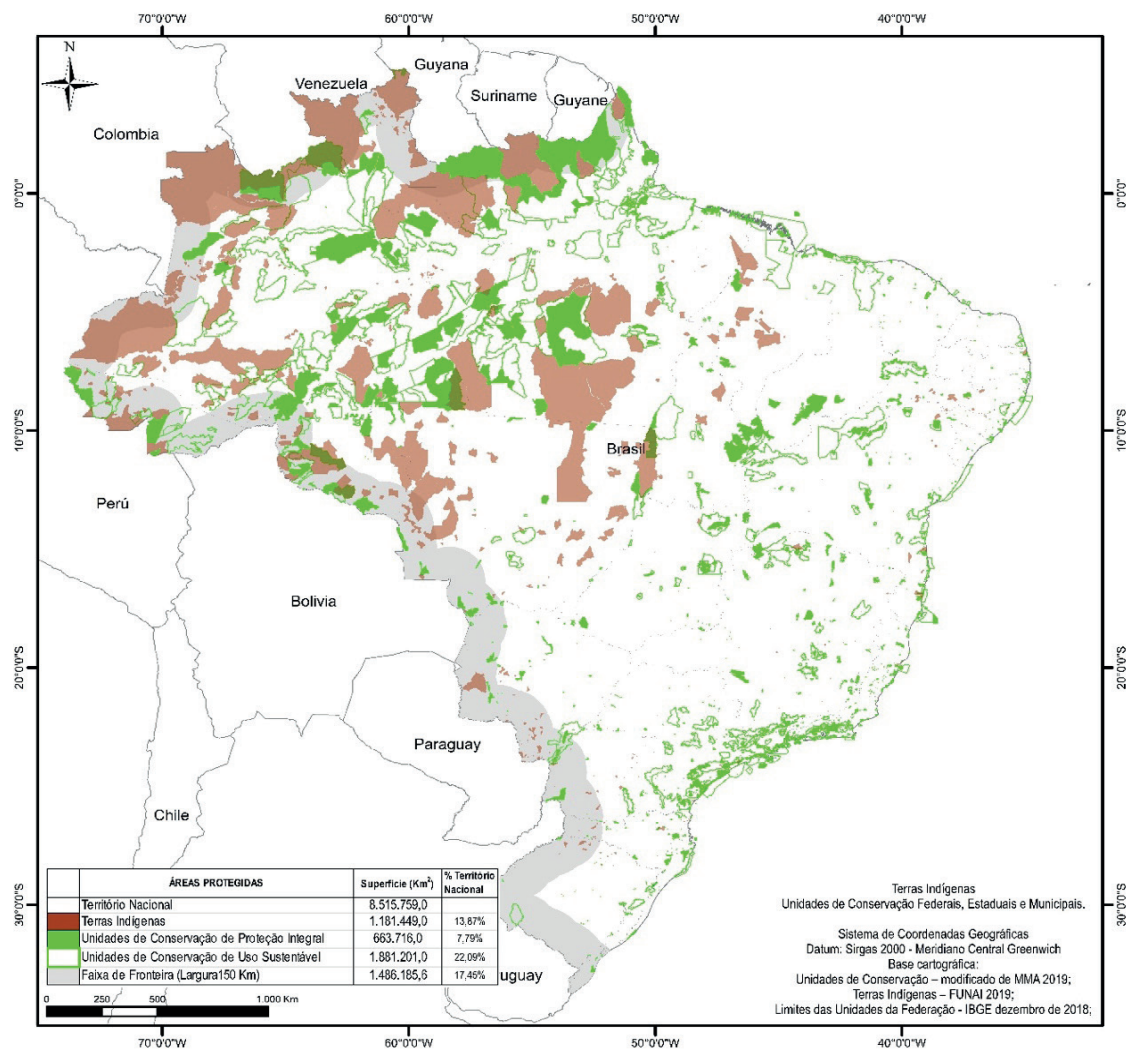 70°0'0"W 60°0'0"W 50°0'0"W 40°0'0"W
N
Guyana
Venezuela
Suriname
Guyane
Colombia
0°0'0"S 0°0'0"S
10°0'0"S 10°0'0"S
Brasil
Perú
Bolivia
20°0'0"S 20°0'0"S
Paraguay
Chile
ÁREAS PROTEGIDAS Superfície (Km²) % Território Nacional
Território Nacional 8.515.759,0
Terras Indígenas 1.181.449,0 13,87%
Unidades de Conservação de Proteção Integral 663.716,0 7,79%
Unidades de Conservação de Uso Sustentável 1.881.201,0 22,09%
Faixa de Fronteira (Largura150 Km) 1.486.185,6 17,45%
uguay
30°0'0"S 30°0'0"S
0 250 500 1.000 Km
Terras Indígenas
Unidades de Conservação Federais, Estaduais e Municipais.
Sistema de Coordenadas Geográficas
Datum: Sirgas 2000 - Meridiano Central Greenwich
Base cartográfica:
Unidades de Conservação – modificado de MMA 2019;
Terras Indígenas – FUNAI 2019;
Limites das Unidades da Federação - IBGE dezembro de 2018;
70°0'0"W 60°0'0"W 50°0'0"W 40°0'0"W